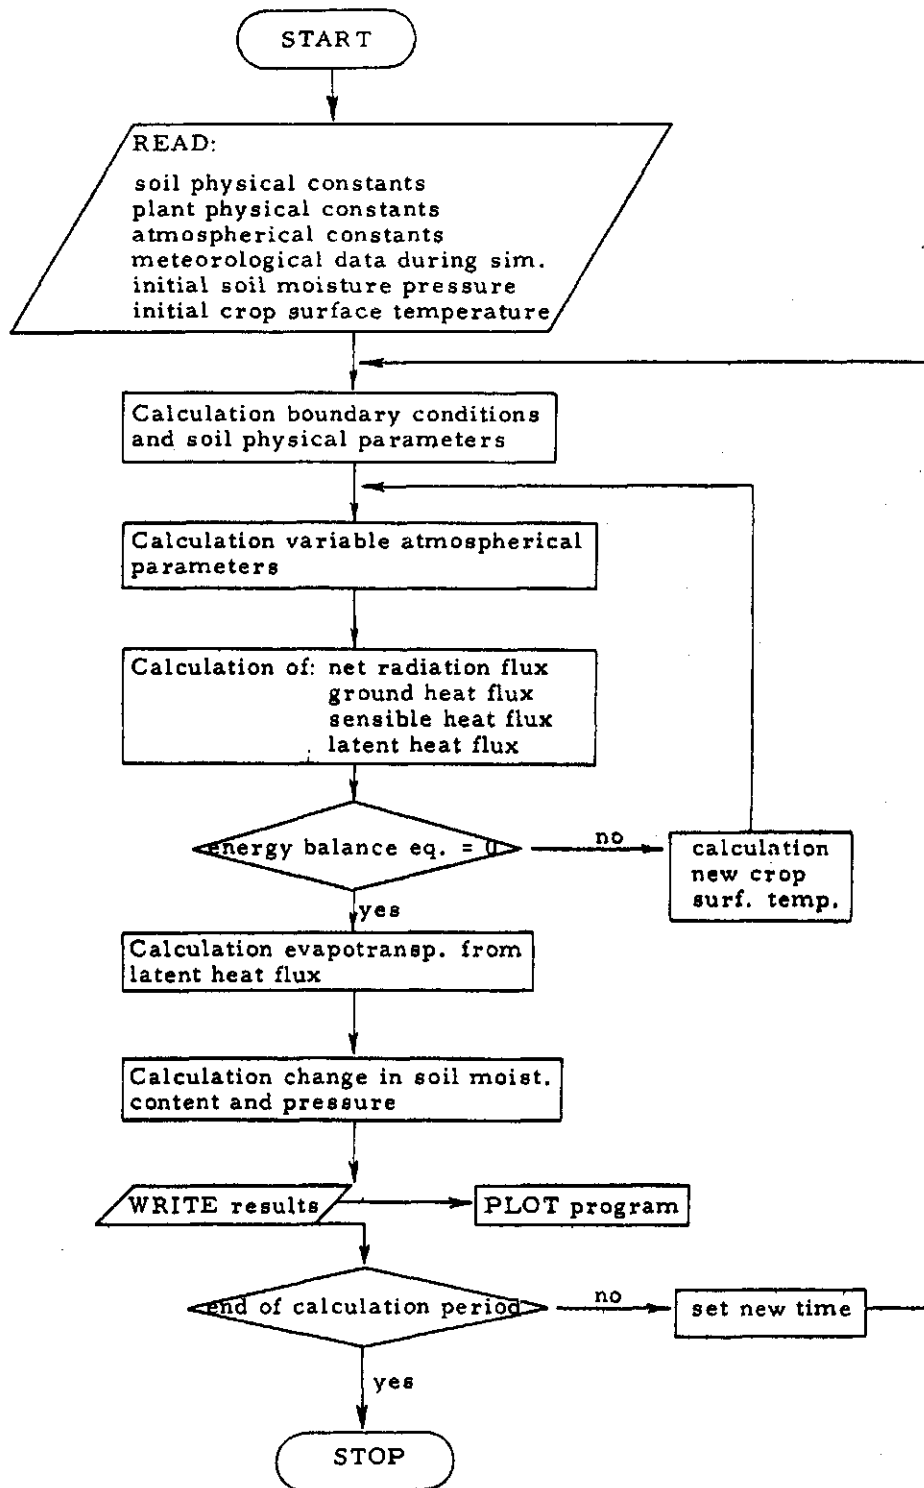 START
READ:
soil physical constants
plant physical constants
atmospherical constants
meteorological data during sim.
initial soil moisture pressure
initial crop surface temperature
Calculation boundary conditions
and soil physical parameters
Calculation variable atmospherical
parameters
Calculation of: net radiation flux
ground heat flux
sensible heat flux
latent heat flux
energy balance eq. = 0
no
calculation
new crop
surf. temp.
yes
Calculation evapotransp. from
latent heat flux
Calculation change in soil moist.
content and pressure
WRITE results
PLOT program
end of calculation period
no
set new time
yes
STOP